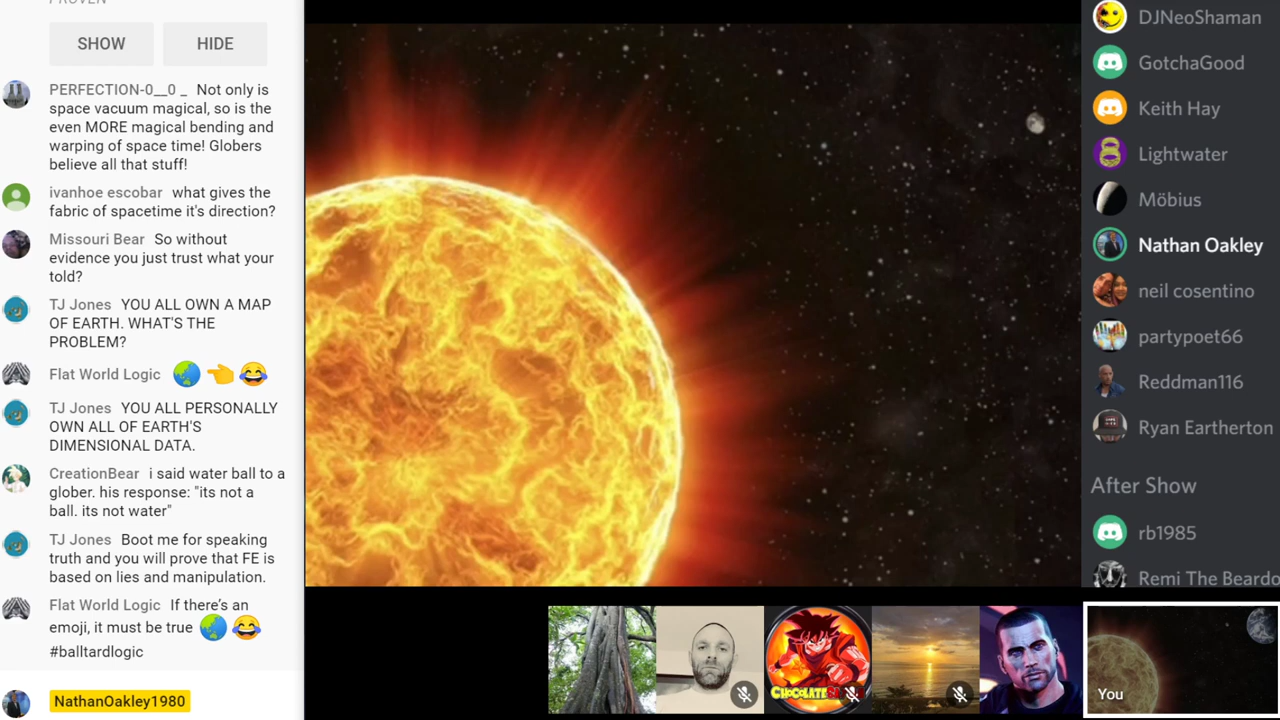 SHOW
HIDE
PERFECTION-0__0 _ Not only is
space vacuum magical, so is the
even MORE magical bending and
warping of space time! Globers
believe all that stuff!
ivanhoe escobar what gives the
fabric of spacetime it's direction?
Missouri Bear So without
evidence you just trust what your
told?
TJ Jones YOU ALL OWN A MAP
OF EARTH. WHAT'S THE
PROBLEM?
Flat World Logic 🌏👈😂
TJ Jones YOU ALL PERSONALLY
OWN ALL OF EARTH'S
DIMENSIONAL DATA.
CreationBear i said water ball to a
glober. his response: "its not a
ball. its not water"
TJ Jones Boot me for speaking
truth and you will prove that FE is
based on lies and manipulation.
Flat World Logic If there's an
emoji, it must be true 🌏😂
#balltardlogic
NathanOakley1980
DJNeoShaman
GotchaGood
Keith Hay
Lightwater
Möbius
Nathan Oakley
neil cosentino
partypoet66
Reddman116
Ryan Eartherton
After Show
rb1985
Remi The Beardo
You